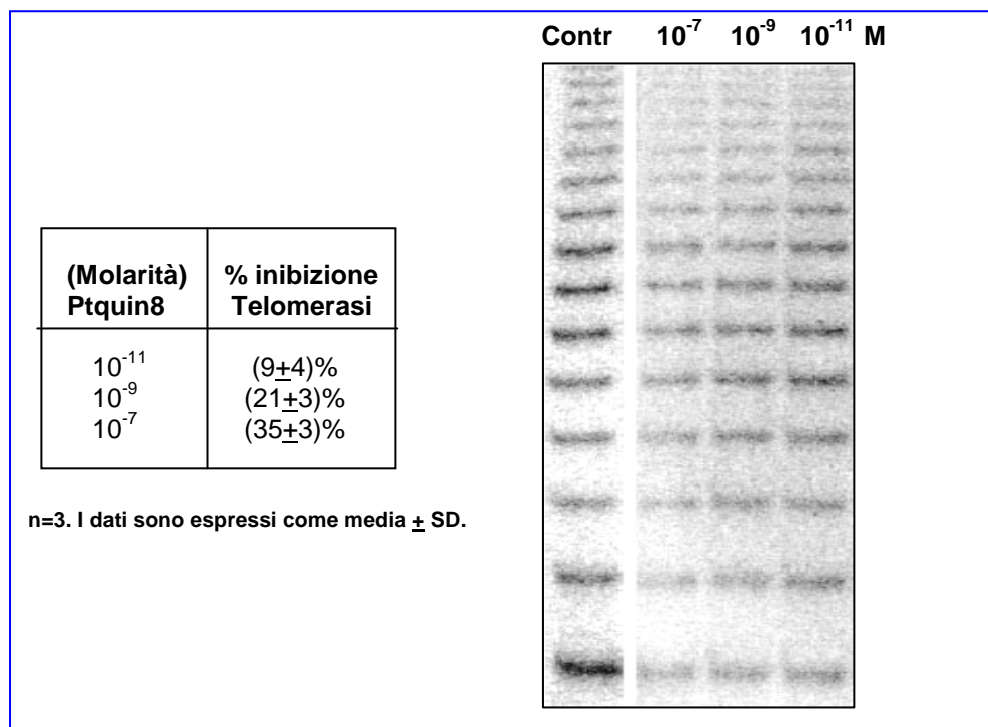 Contr 10⁻⁷ 10⁻⁹ 10⁻¹¹ M
(Molarità) % inibizione
Ptquin8 Telomerasi
10⁻¹¹ (9±4)%
10⁻⁹ (21±3)%
10⁻⁷ (35±3)%
n=3. I dati sono espressi come media ± SD.